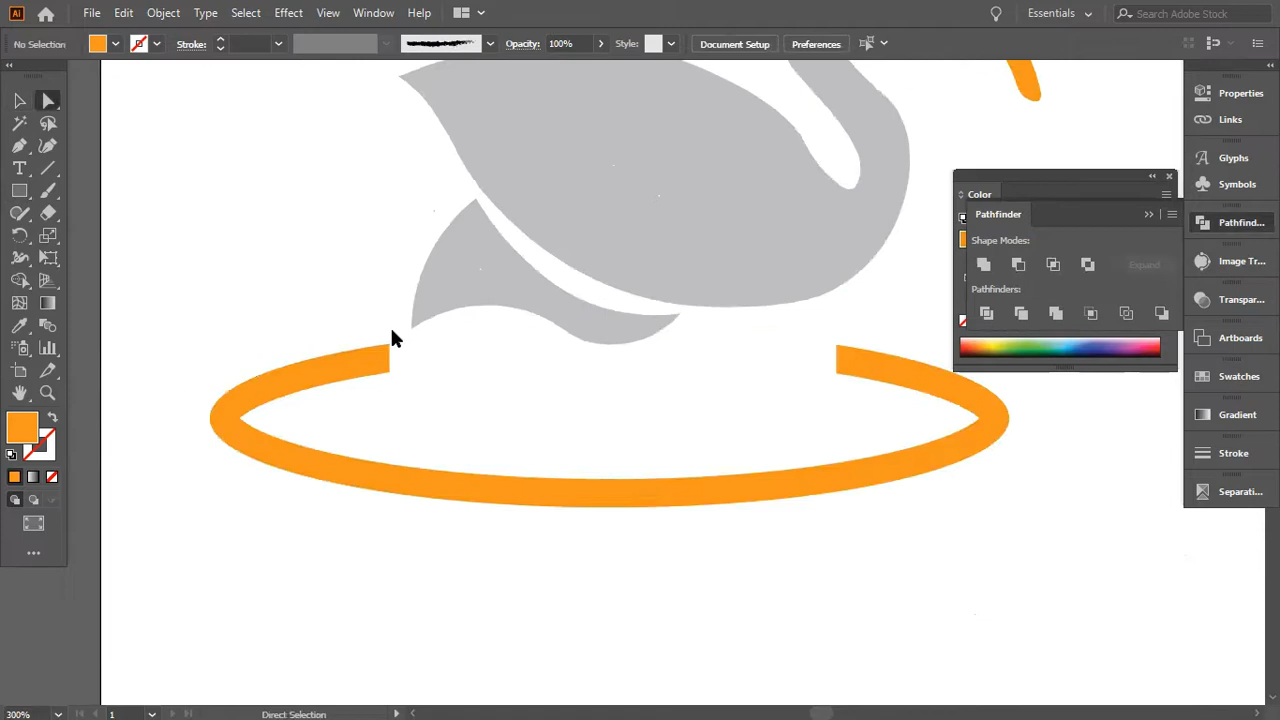 Ai File Edit Object Type Select Effect View Window Help Essentials Search Adobe Stock
No Selection Stroke: Opacity: 100% Style: Document Setup Preferences
Properties
Links
Glyphs
Symbols
Pathfind...
Image Tr...
Transpar...
Artboards
Swatches
Gradient
Stroke
Separati...
Color
Pathfinder
Shape Modes:
Expand
Pathfinders:
300% 1 Direct Selection